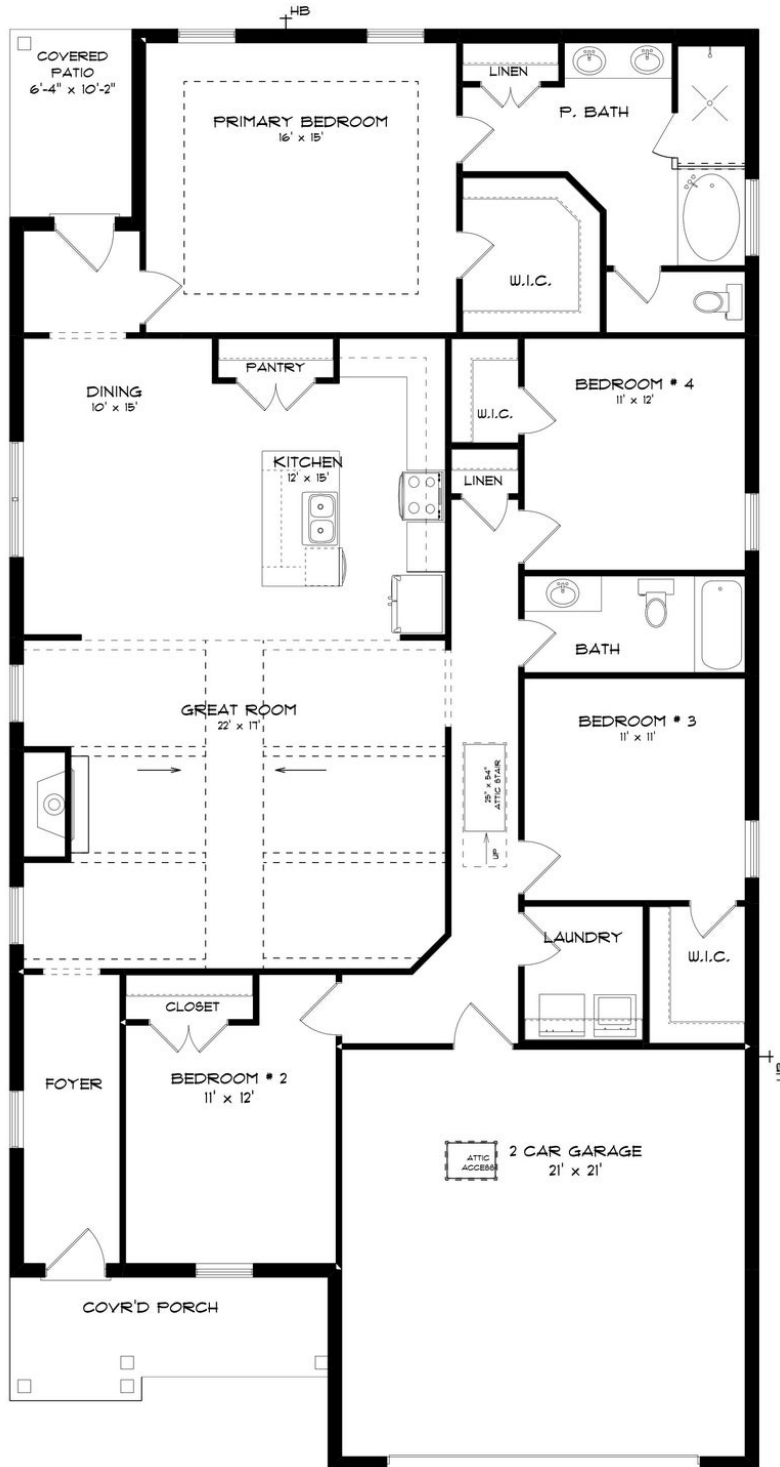 HB
COVERED
PATIO
6'-4" x 10'-2"
PRIMARY BEDROOM
16' x 15'
LINEN
P. BATH
W.I.C.
DINING
10' x 15'
PANTRY
KITCHEN
12' x 15'
W.I.C.
BEDROOM # 4
11' x 12'
LINEN
BATH
GREAT ROOM
22' x 17'
BEDROOM # 3
11' x 11'
25" x 54"
ATTIC STAIR
UP
LAUNDRY
W.I.C.
CLOSET
FOYER
BEDROOM # 2
11' x 12'
HB
ATTIC
ACCESS
2 CAR GARAGE
21' x 21'
COVR'D PORCH